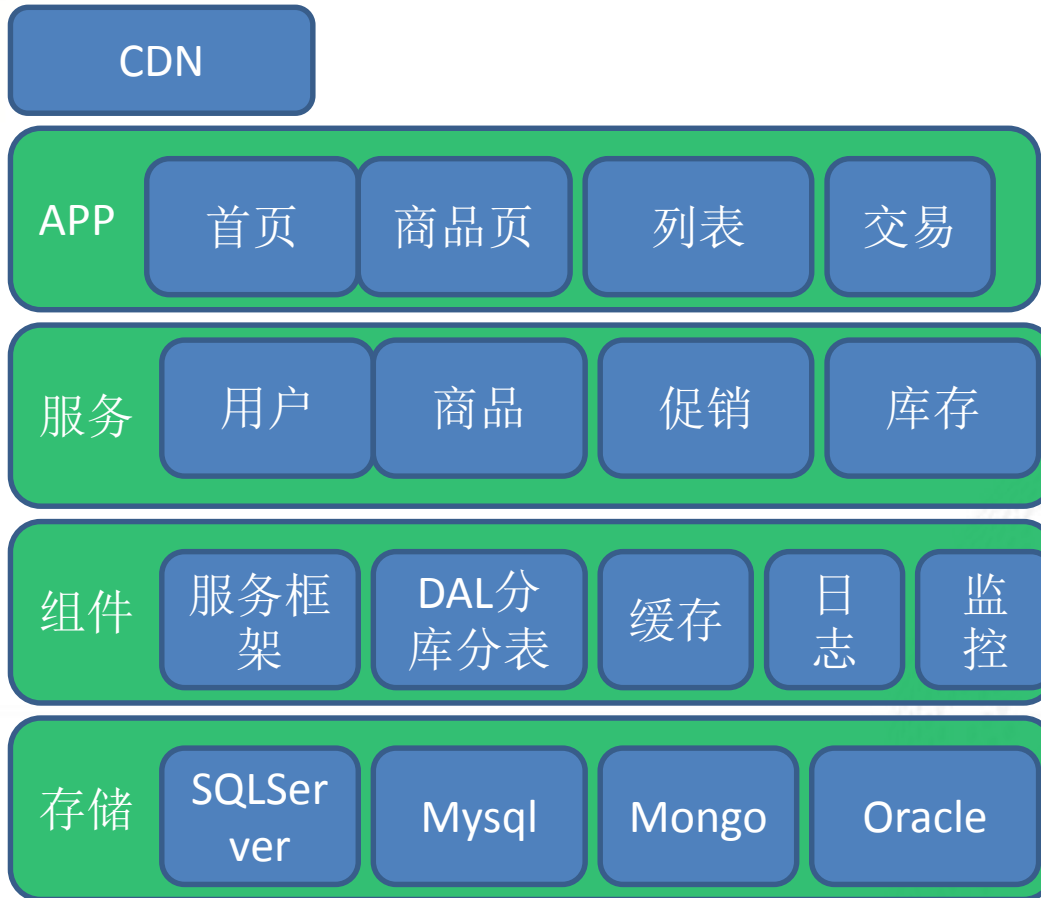 CDN
APP
首页
商品页
列表
交易
服务
用户
商品
促销
库存
组件
服务框
架
DAL分
库分表
缓存
日
志
监
控
存储
SQLSer
ver
Mysql
Mongo
Oracle